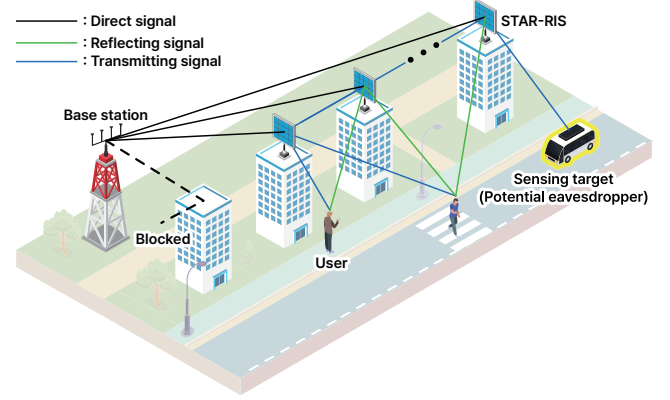 : Direct signal
: Reflecting signal
: Transmitting signal
STAR-RIS
Base station
Blocked
User
Sensing target
(Potential eavesdropper)